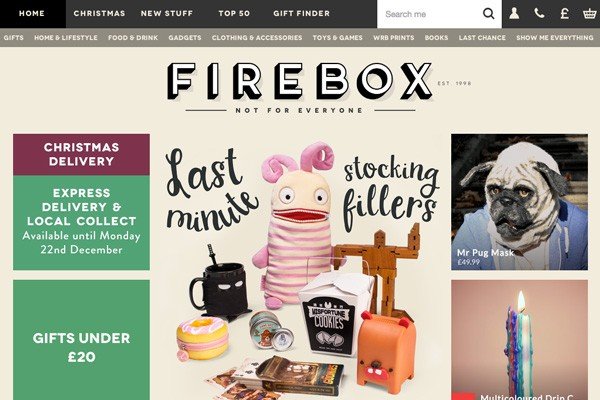 HOME CHRISTMAS NEW STUFF TOP 50 GIFT FINDER Search me £
GIFTS HOME & LIFESTYLE FOOD & DRINK GADGETS CLOTHING & ACCESSORIES TOYS & GAMES WRB PRINTS BOOKS LAST CHANCE SHOW ME EVERYTHING
FIREBOX
EST 1998
NOT FOR EVERYONE
CHRISTMAS
DELIVERY
EXPRESS
DELIVERY &
LOCAL COLLECT
Available until Monday
22nd December
GIFTS UNDER
£20
Last
minute
stocking
fillers
MISFORTUNE
COOKIES
Mr Pug Mask
£49.99
Multicoloured Drip C